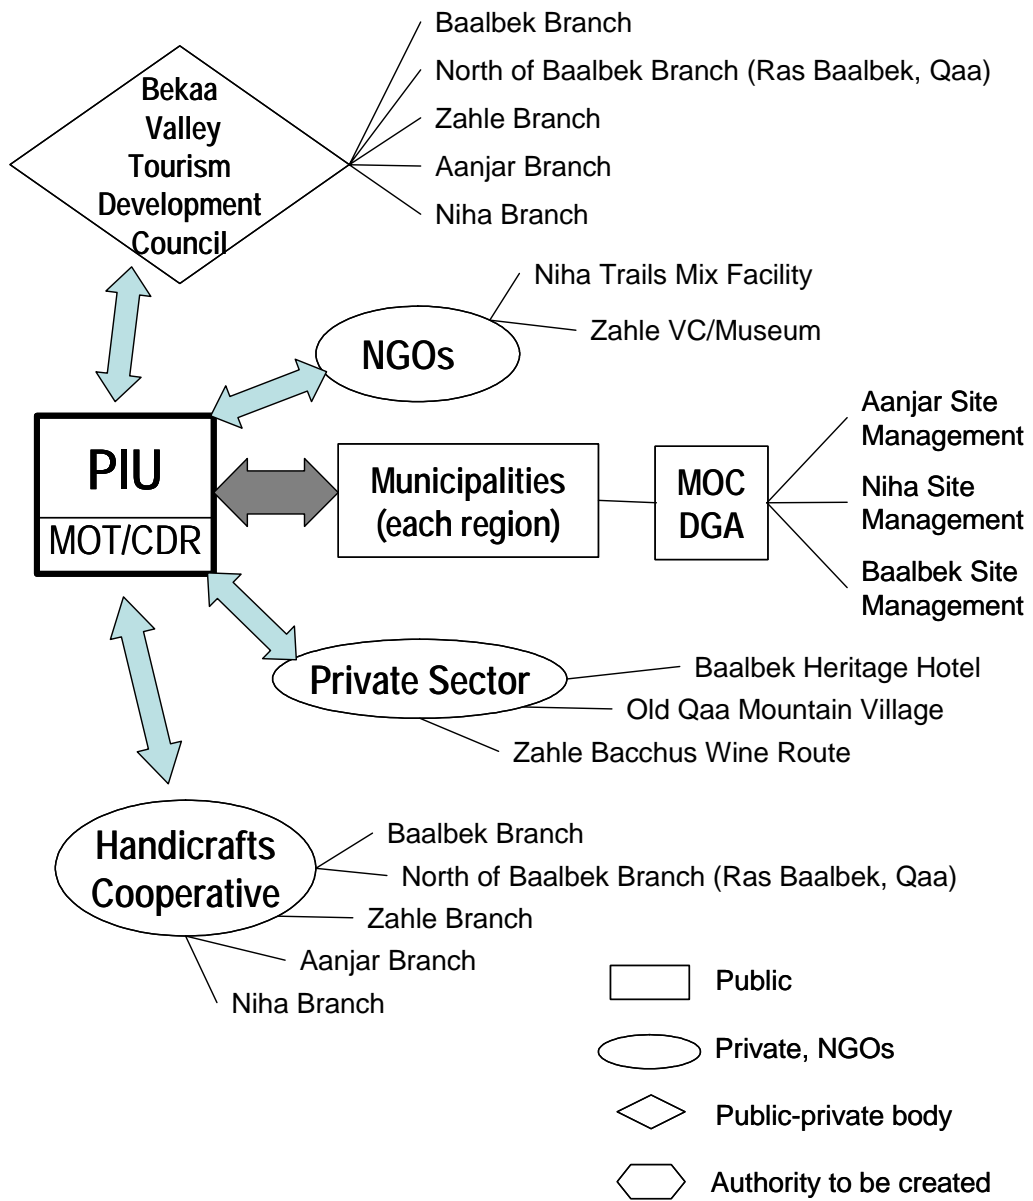 Bekaa
Valley
Tourism
Development
Council
Baalbek Branch
North of Baalbek Branch (Ras Baalbek, Qaa)
Zahle Branch
Aanjar Branch
Niha Branch
NGOs
Niha Trails Mix Facility
Zahle VC/Museum
PIU
MOT/CDR
Municipalities
(each region)
MOC
DGA
Aanjar Site
Management
Niha Site
Management
Baalbek Site
Management
Private Sector
Baalbek Heritage Hotel
Old Qaa Mountain Village
Zahle Bacchus Wine Route
Handicrafts
Cooperative
Baalbek Branch
North of Baalbek Branch (Ras Baalbek, Qaa)
Zahle Branch
Aanjar Branch
Niha Branch
Public
Private, NGOs
Public-private body
Authority to be created